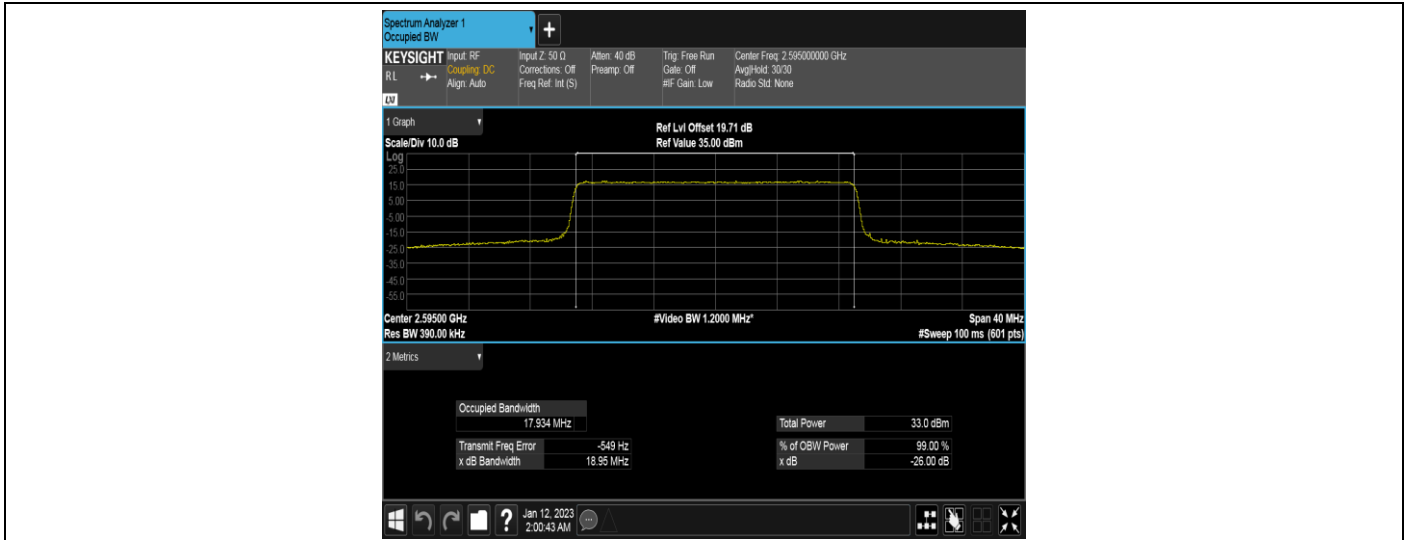 Spectrum Analyzer 1
Occupied BW
+
KEYSIGHT
RL
LXI
Input: RF
Coupling: DC
Align: Auto
Input Z: 50 Ω
Corrections: Off
Freq Ref: Int (S)
Atten: 40 dB
Preamp: Off
Trig: Free Run
Gate: Off
#IF Gain: Low
Center Freq: 2.595000000 GHz
Avg|Hold: 30/30
Radio Std: None
1 Graph
Scale/Div 10.0 dB
Ref Lvl Offset 19.71 dB
Ref Value 35.00 dBm
Log
25.0
15.0
5.00
-5.00
-15.0
-25.0
-35.0
-45.0
-55.0
Center 2.59500 GHz
#Video BW 1.2000 MHz*
Span 40 MHz
Res BW 390.00 kHz
#Sweep 100 ms (601 pts)
2 Metrics
Occupied Bandwidth
17.934 MHz
Total Power 33.0 dBm
Transmit Freq Error -549 Hz
% of OBW Power 99.00 %
x dB Bandwidth 18.95 MHz
x dB -26.00 dB
?
Jan 12, 2023
2:00:43 AM